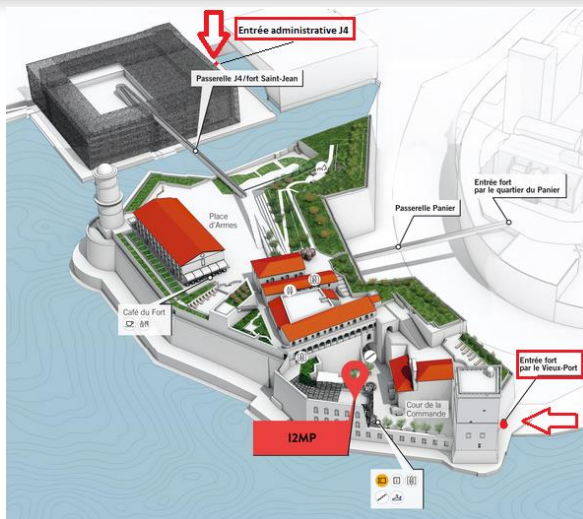 Entrée administrative J4
Passerelle J4/fort Saint-Jean
Place
d'Armes
Passerelle Panier
Entrée fort
par le quartier du Panier
Café du Fort
Entrée fort
par le Vieux-Port
Cour de la
Commande
I2MP